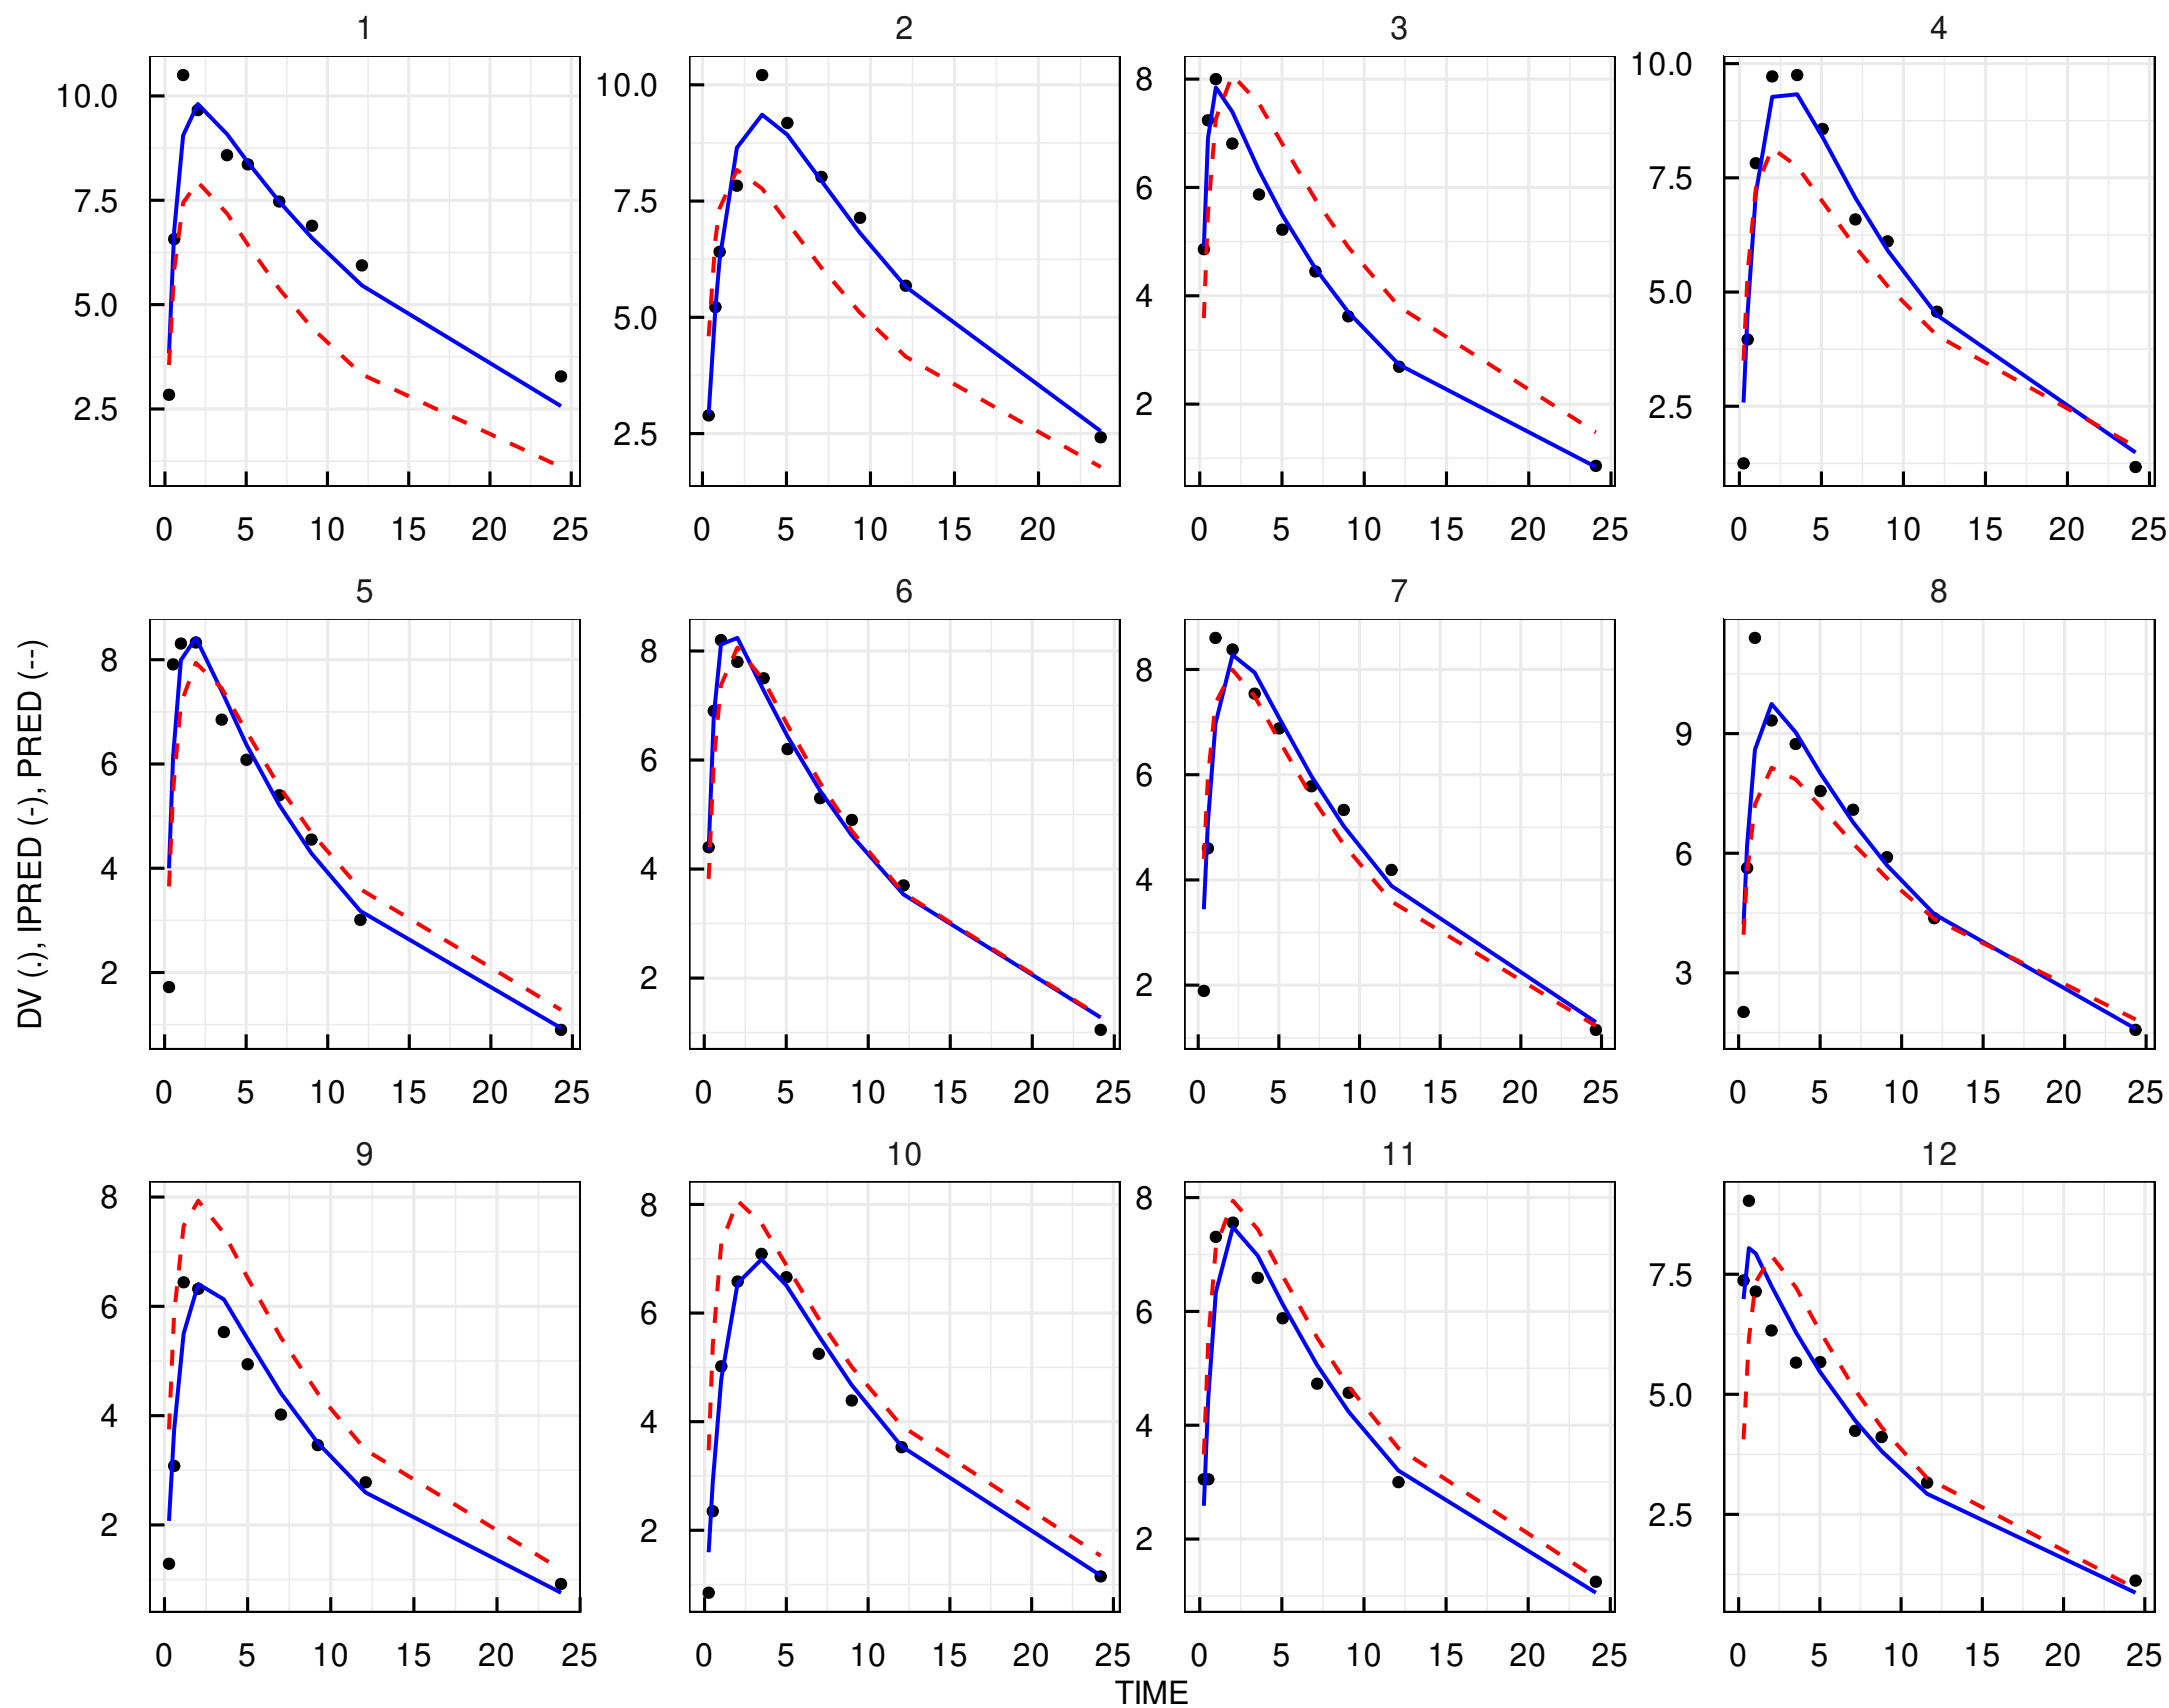 1 2 3 4
10.0 10.0 8 10.0
7.5 7.5 6 7.5
5.0 5.0 4 5.0
2.5 2.5 2 2.5
0 5 10 15 20 25 0 5 10 15 20 0 5 10 15 20 25 0 5 10 15 20 25
5 6 7 8
8 8 8 9
6 6 6 6
4 4 4 3
2 2 2
0 5 10 15 20 25 0 5 10 15 20 25 0 5 10 15 20 25 0 5 10 15 20 25
9 10 11 12
8 8 8 7.5
6 6 6 5.0
4 4 4 2.5
2 2 2
0 5 10 15 20 25 0 5 10 15 20 25 0 5 10 15 20 25 0 5 10 15 20 25
TIME
DV (.), IPRED (-), PRED (--)